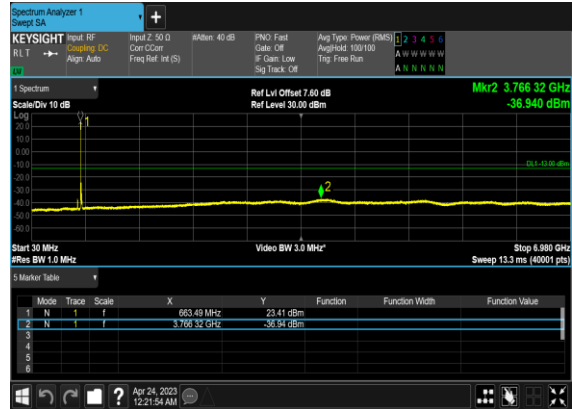 Spectrum Analyzer 1
Swept SA
+
KEYSIGHT Input: RF Input Z: 50 Ω #Atten: 40 dB PNO: Fast Avg Type: Power (RMS) 1 2 3 4 5 6
RLT Coupling: DC Corr CCorr Gate: Off Avg|Hold: 100/100 A W W W W W
Align: Auto Freq Ref: Int (S) IF Gain: Low Trig: Free Run
Sig Track: Off A N N N N N
1 Spectrum Ref Lvl Offset 7.60 dB Mkr2 3.766 32 GHz
Scale/Div 10 dB Ref Level 30.00 dBm -36.940 dBm
Log
20.0
10.0
0.00
-10.0
-20.0
-30.0
-40.0
-50.0
-60.0
1
2
DL1 -13.00 dBm
Start 30 MHz Video BW 3.0 MHz* Stop 6.980 GHz
#Res BW 1.0 MHz Sweep 13.3 ms (40001 pts)
5 Marker Table
Mode Trace Scale X Y Function Function Width Function Value
1 N 1 f 663.49 MHz 23.41 dBm
2 N 1 f 3.766 32 GHz -36.94 dBm
3
4
5
6
? Apr 24, 2023
12:21:54 AM